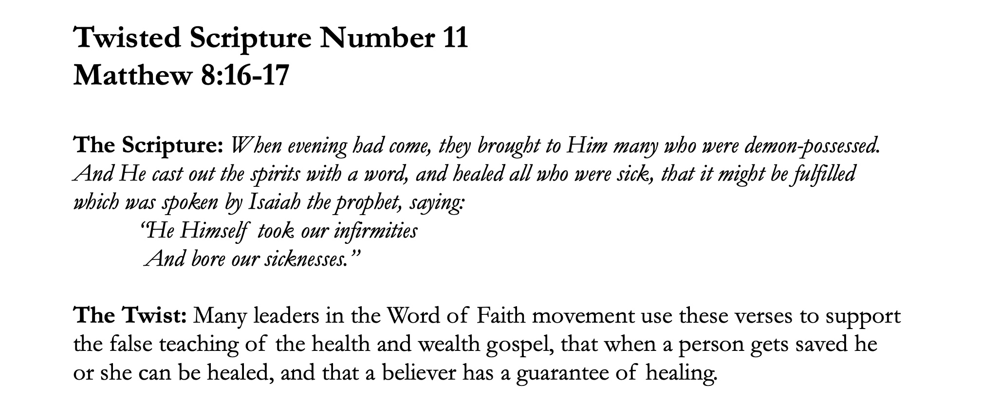 Twisted Scripture Number 11
Matthew 8:16-17
The Scripture: When evening had come, they brought to Him many who were demon-possessed.
And He cast out the spirits with a word, and healed all who were sick, that it might be fulfilled
which was spoken by Isaiah the prophet, saying:
“He Himself took our infirmities
And bore our sicknesses.”
The Twist: Many leaders in the Word of Faith movement use these verses to support
the false teaching of the health and wealth gospel, that when a person gets saved he
or she can be healed, and that a believer has a guarantee of healing.